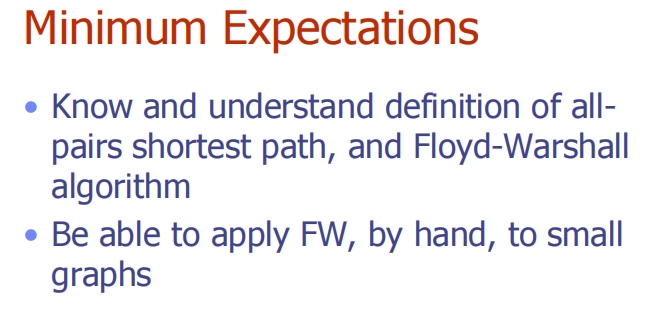 Minimum Expectations
• Know and understand definition of all-
pairs shortest path, and Floyd-Warshall
algorithm
• Be able to apply FW, by hand, to small
graphs